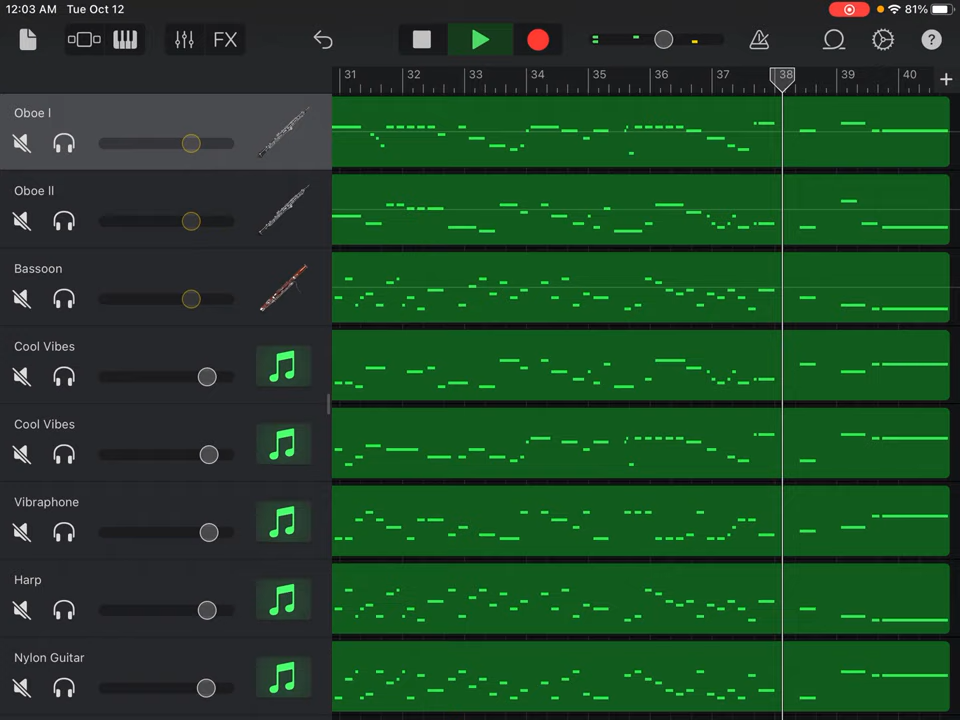 12:03 AM Tue Oct 12 81%
FX ?
31 32 33 34 35 36 37 38 39 40 +
Oboe I
Oboe II
Bassoon
Cool Vibes
Cool Vibes
Vibraphone
Harp
Nylon Guitar